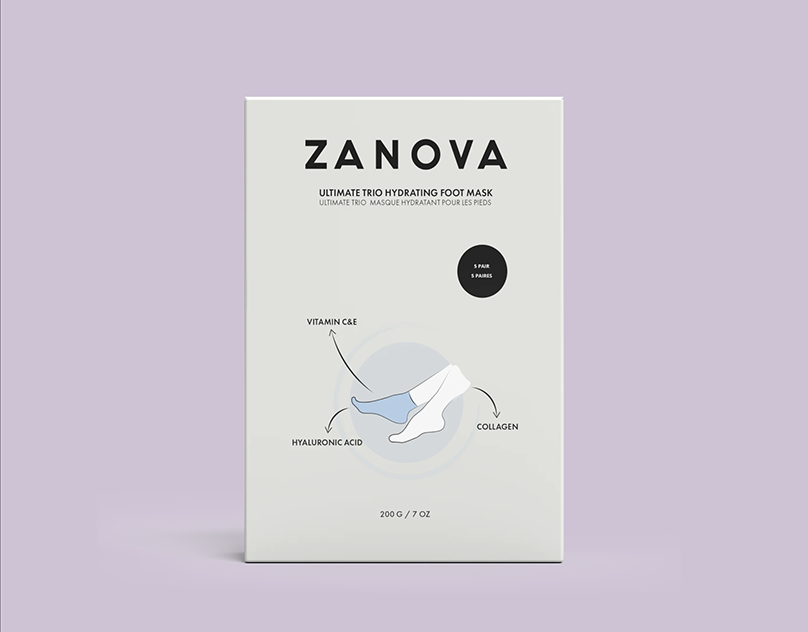 ZANOVA
ULTIMATE TRIO HYDRATING FOOT MASK
ULTIMATE TRIO MASQUE HYDRATANT POUR LES PIEDS
5 PAIR
5 PAIRES
VITAMIN C&E
COLLAGEN
HYALURONIC ACID
200 G / 7 OZ